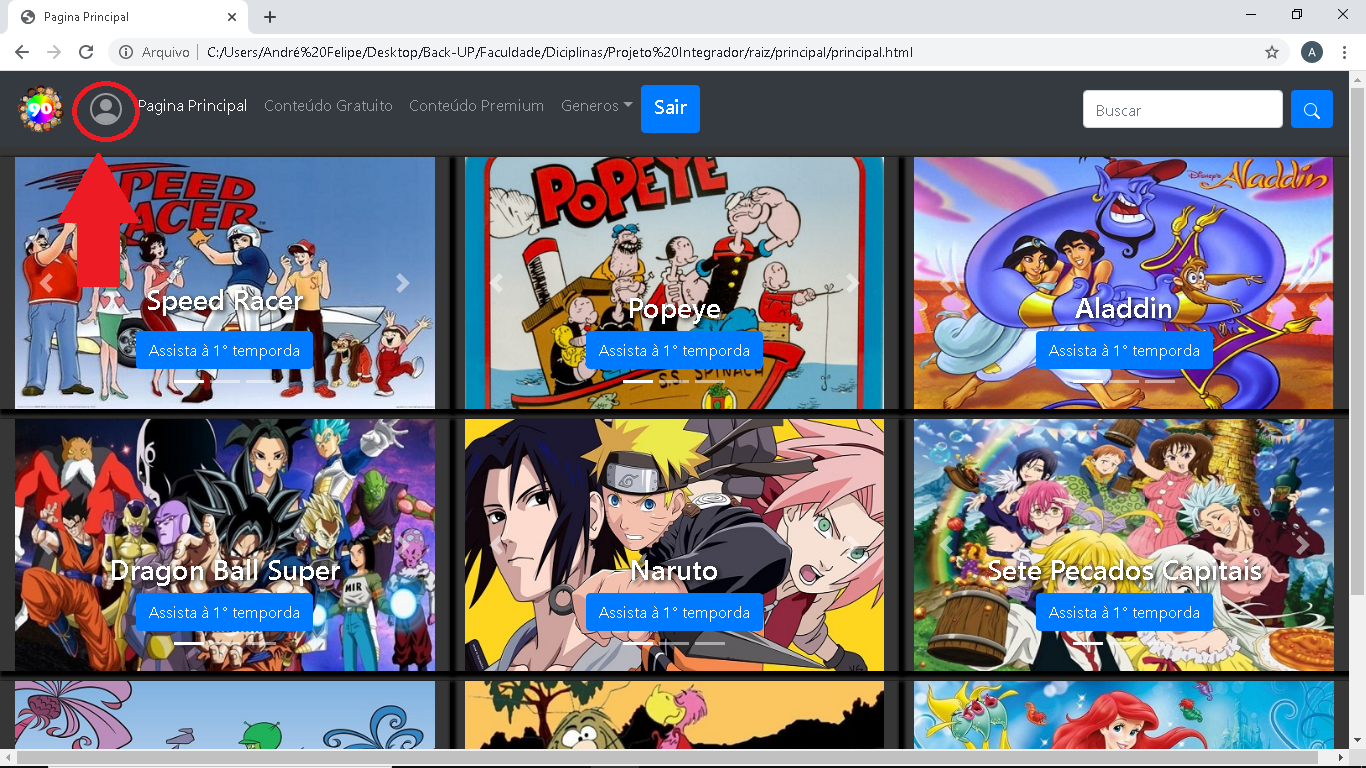 Pagina Principal
Arquivo C:/Users/André%20Felipe/Desktop/Back-UP/Faculdade/Diciplinas/Projeto%20Integrador/raiz/principal/principal.html
A
90
Pagina Principal Conteúdo Gratuito Conteúdo Premium Generos Sair Buscar
SPEED RACER
Speed Racer
Assista à 1° temporda
POPEYE
S.S. SPINACH
Popeye
Assista à 1° temporda
Disney's Aladdin
Aladdin
Assista à 1° temporda
MIR
Dragon Ball Super
Assista à 1° temporda
Naruto
Assista à 1° temporda
Sete Pecados Capitais
Assista à 1° temporda